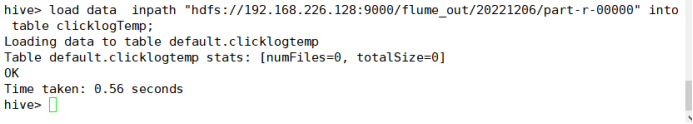 hive> load data  inpath "hdfs://192.168.226.128:9000/flume_out/20221206/part-r-00000" into
 table clicklogTemp;
Loading data to table default.clicklogtemp
Table default.clicklogtemp stats: [numFiles=0, totalSize=0]
OK
Time taken: 0.56 seconds
hive>